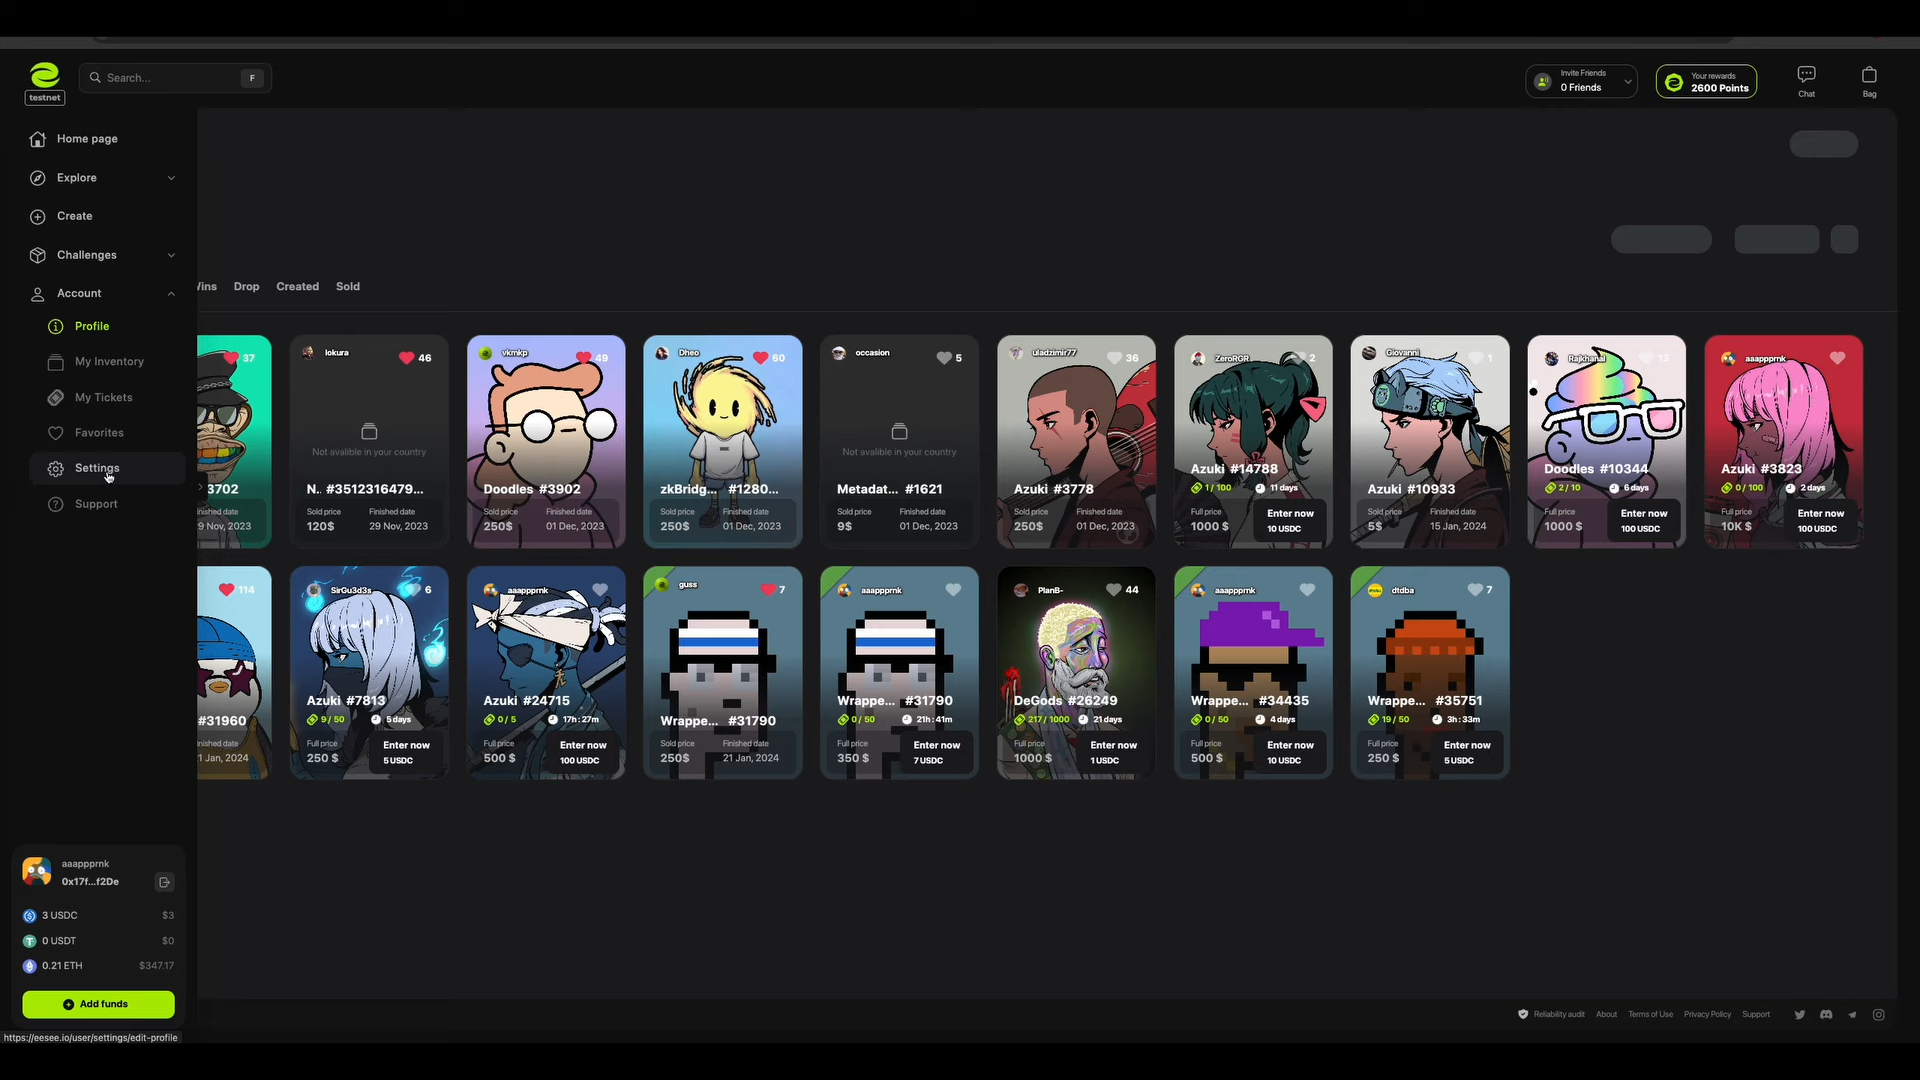 testnet
Search...
F
Invite Friends
0 Friends
Your rewards
2600 Points
Chat
Bag
Home page
Explore
Create
Challenges
Account
Profile
My Inventory
My Tickets
Favorites
Settings
Support
Drop
Created
Sold
37
3702
29 Nov, 2023
lokura
46
Not avalible in your country
N.. #3512316479...
Sold price
Finished date
120$
29 Nov, 2023
vkmkp
49
Doodles #3902
Sold price
Finished date
250$
01 Dec, 2023
Dheo
60
zkBridg... #1280...
Sold price
Finished date
250$
01 Dec, 2023
occasion
5
Not avalible in your country
Metadat... #1621
Sold price
Finished date
9$
01 Dec, 2023
uladzimir77
36
Azuki #3778
Sold price
Finished date
250$
01 Dec, 2023
ZeroRGR
2
Azuki #14788
1 / 100
11 days
Full price
1000 $
Enter now
10 USDC
Giovanni
1
Azuki #10933
Sold price
Finished date
5$
15 Jan, 2024
Rajkhanal
13
Doodles #10344
2 / 10
6 days
Full price
1000 $
Enter now
100 USDC
aaappprnk
Azuki #3823
0 / 100
2 days
Full price
10K $
Enter now
100 USDC
114
#31960
SirGu3d3s
6
Azuki #7813
9 / 50
5 days
Full price
250 $
Enter now
5 USDC
aaappprnk
Azuki #24715
0 / 5
17h : 27m
Full price
500 $
Enter now
100 USDC
guss
7
Wrappe... #31790
Sold price
Finished date
250$
21 Jan, 2024
aaappprnk
Wrappe... #31790
0 / 50
21h : 41m
Full price
350 $
Enter now
7 USDC
PlanB-
44
DeGods #26249
217 / 1000
21 days
Full price
1000 $
Enter now
1 USDC
aaappprnk
Wrappe... #34435
0 / 50
4 days
Full price
500 $
Enter now
10 USDC
dtdba
7
Wrappe... #35751
19 / 50
3h : 33m
Full price
250 $
Enter now
5 USDC
aaappprnk
0x17f...f2De
3 USDC
$3
0 USDT
$0
0.21 ETH
$347.17
Add funds
Reliability audit
About
Terms of Use
Privacy Policy
Support
https://eesee.io/user/settings/edit-profile